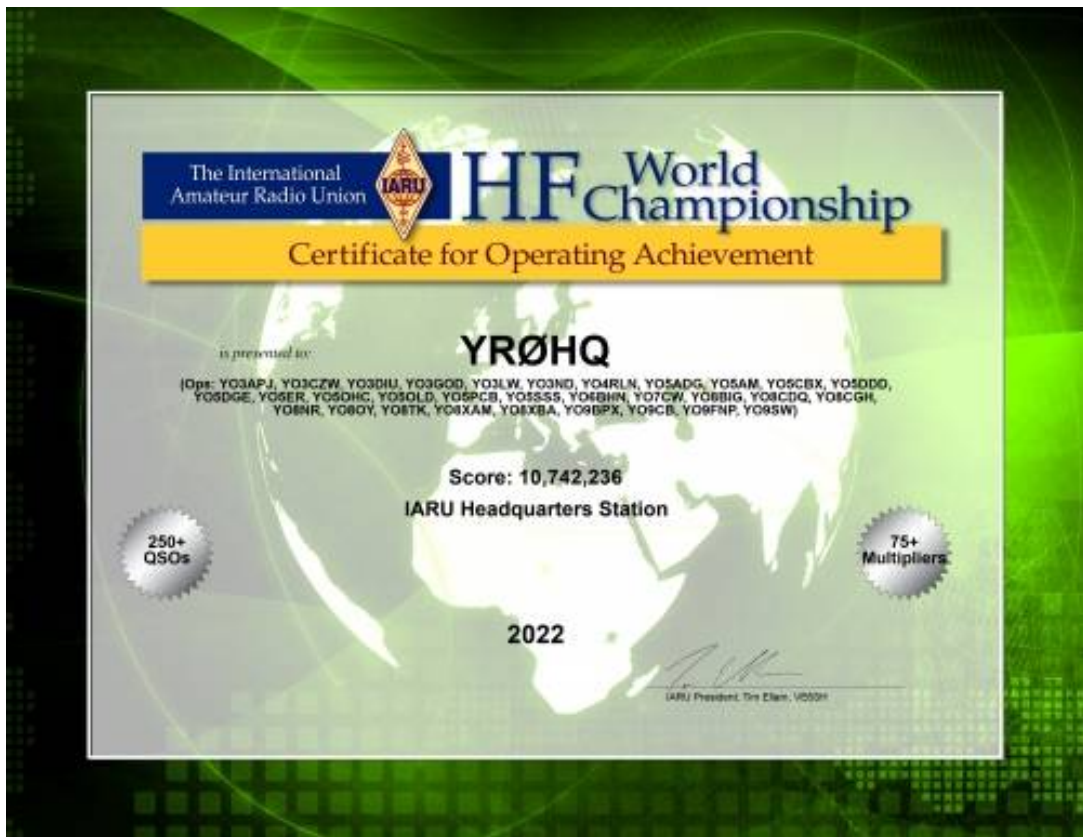 The International
Amateur Radio Union
IARU
HF World
Championship
Certificate for Operating Achievement
is presented to:
YRØHQ
(Ops: YO3APJ, YO3CZW, YO3DIU, YO3GOD, YO3LW, YO3ND, YO4RLN, YO5ADG, YO5AM, YO5CBX, YO5DDD,
YO5DGE, YO5ER, YO5OHC, YO5OLD, YO5PCB, YO5SSS, YO6BHN, YO7CW, YO8BIG, YO8CDQ, YO8CGH,
YO8NR, YO8OY, YO8TK, YO8XAM, YO8XBA, YO9BPX, YO9CB, YO9FNP, YO9SW)
Score: 10,742,236
IARU Headquarters Station
250+
QSOs
75+
Multipliers
2022
IARU President, Tim Ellam,